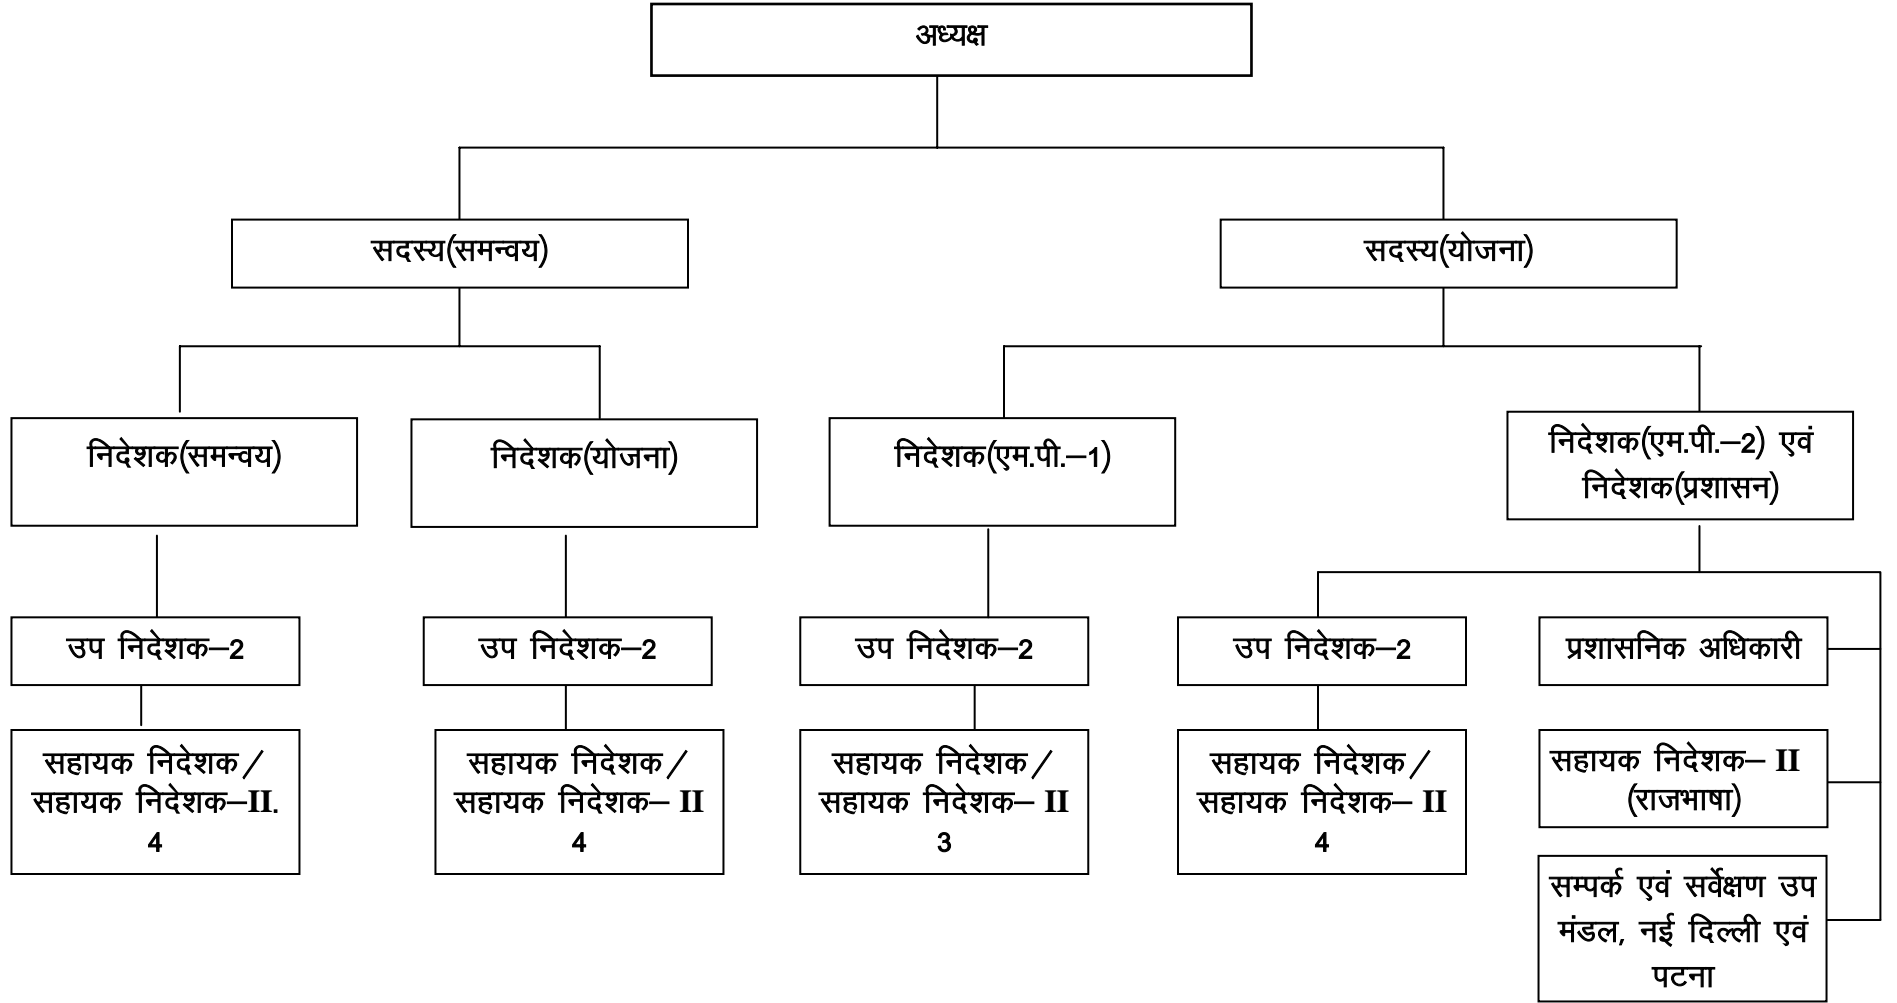 अध्यक्ष
सदस्य(समन्वय)
सदस्य(योजना)
निदेशक(समन्वय)
निदेशक(योजना)
निदेशक(एम.पी.–1)
निदेशक(एम.पी.–2) एवं
निदेशक(प्रशासन)
उप निदेशक–2
उप निदेशक–2
उप निदेशक–2
उप निदेशक–2
प्रशासनिक अधिकारी
सहायक निदेशक/
सहायक निदेशक–II.
4
सहायक निदेशक/
सहायक निदेशक– II
4
सहायक निदेशक/
सहायक निदेशक– II
3
सहायक निदेशक/
सहायक निदेशक– II
4
सहायक निदेशक– II
(राजभाषा)
सम्पर्क एवं सर्वेक्षण उप
मंडल, नई दिल्ली एवं
पटना